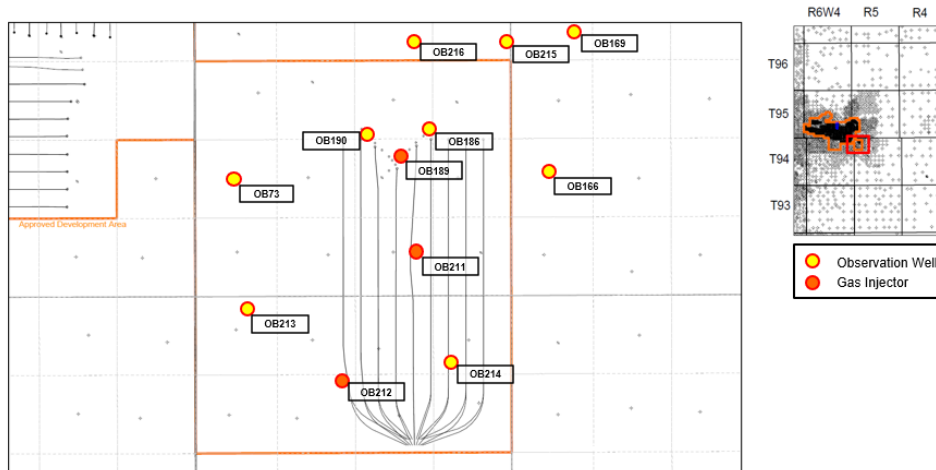 R6W4 R5 R4
OB169
OB216
OB215
T96
T95
OB190
OB186
OB189
T94
OB73
OB166
T93
Approved Development Area
OB211
Observation Well
Gas Injector
OB213
OB214
OB212